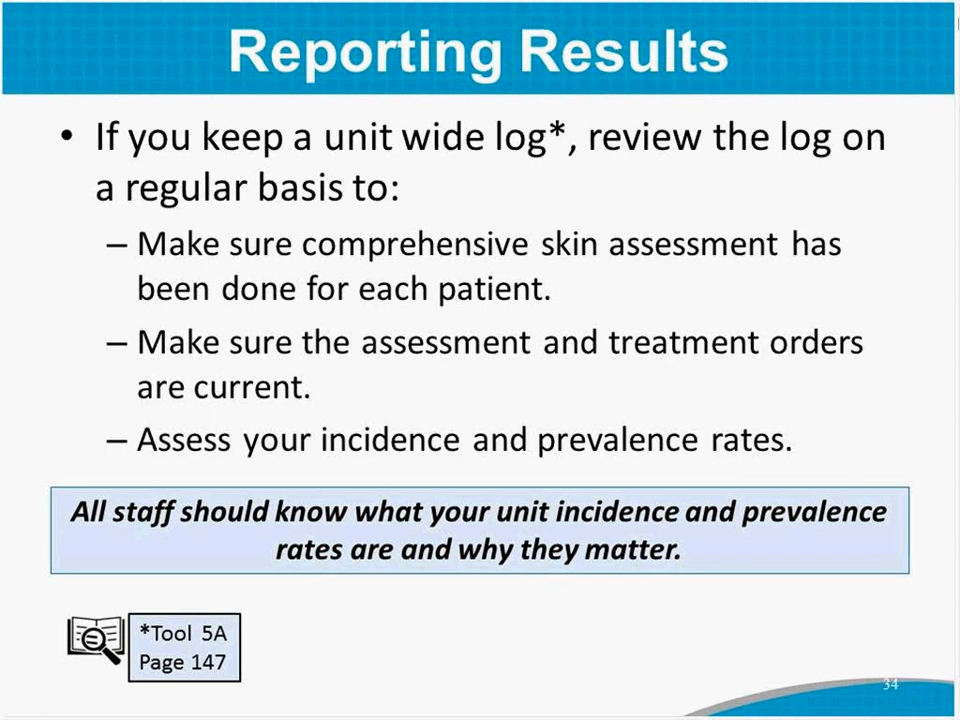 Reporting Results
• If you keep a unit wide log*, review the log on
a regular basis to:
– Make sure comprehensive skin assessment has
been done for each patient.
– Make sure the assessment and treatment orders
are current.
– Assess your incidence and prevalence rates.
All staff should know what your unit incidence and prevalence
rates are and why they matter.
*Tool 5A
Page 147
34